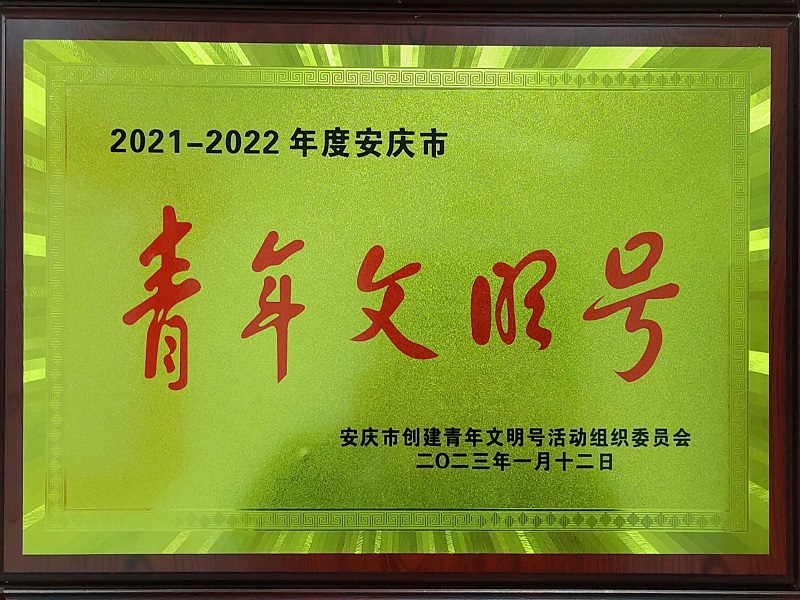 2021-2022 年度安庆市
青年文明号
安庆市创建青年文明号活动组织委员会
二〇二三年一月十二日